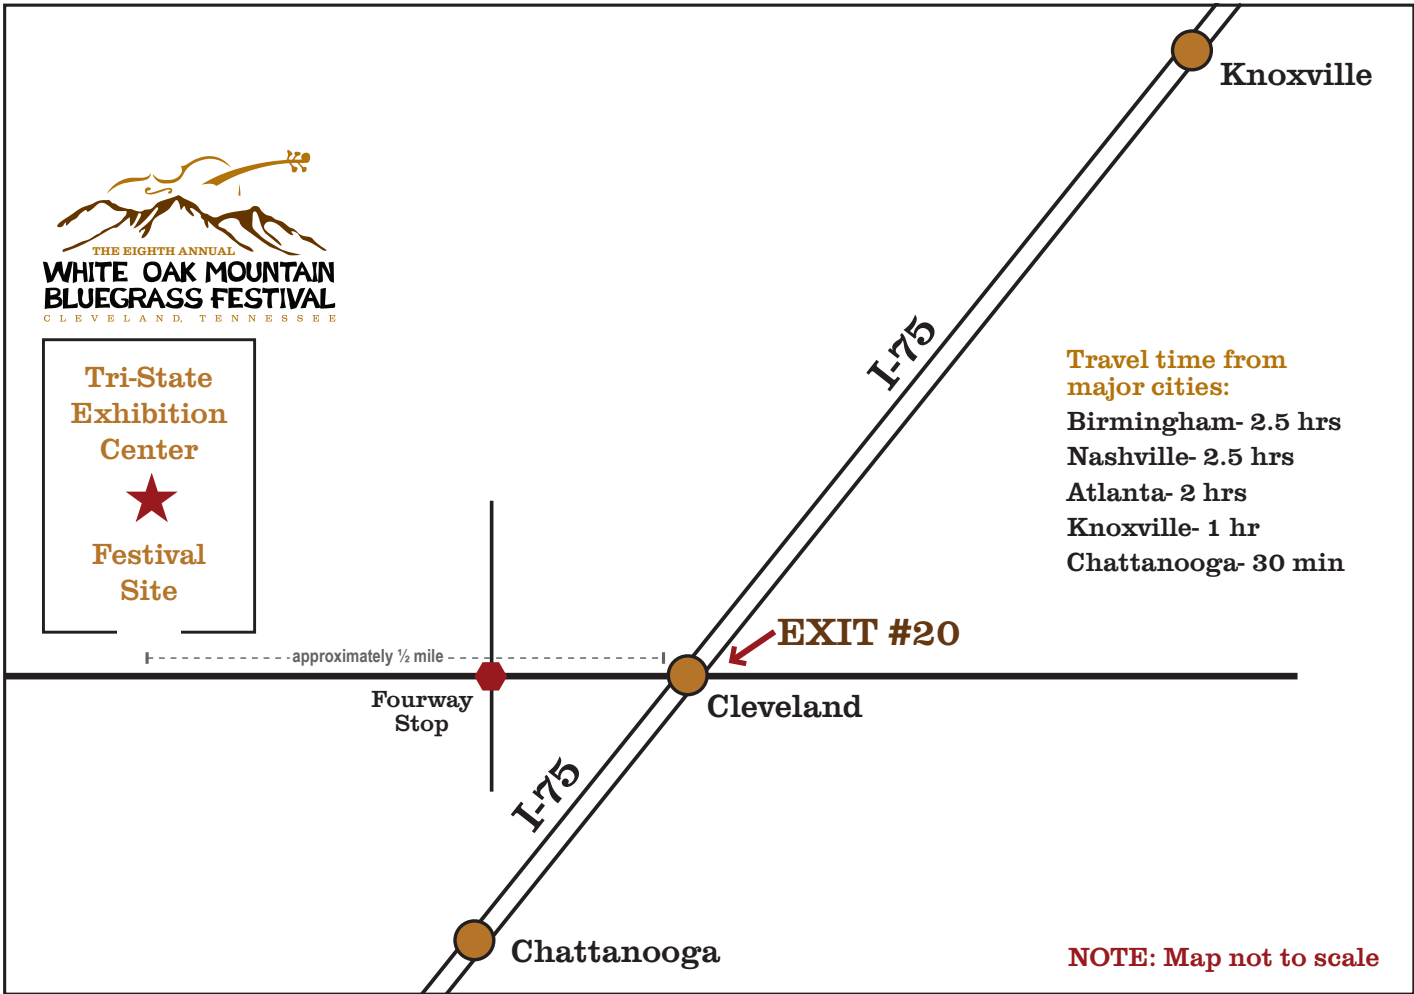 Knoxville
THE EIGHTH ANNUAL
WHITE OAK MOUNTAIN
BLUEGRASS FESTIVAL
CLEVELAND, TENNESSEE
Tri-State
Exhibition
Center
Festival
Site
I-75
Travel time from
major cities:
Birmingham- 2.5 hrs
Nashville- 2.5 hrs
Atlanta- 2 hrs
Knoxville- 1 hr
Chattanooga- 30 min
EXIT #20
approximately ½ mile
Fourway
Stop
Cleveland
I-75
Chattanooga
NOTE: Map not to scale